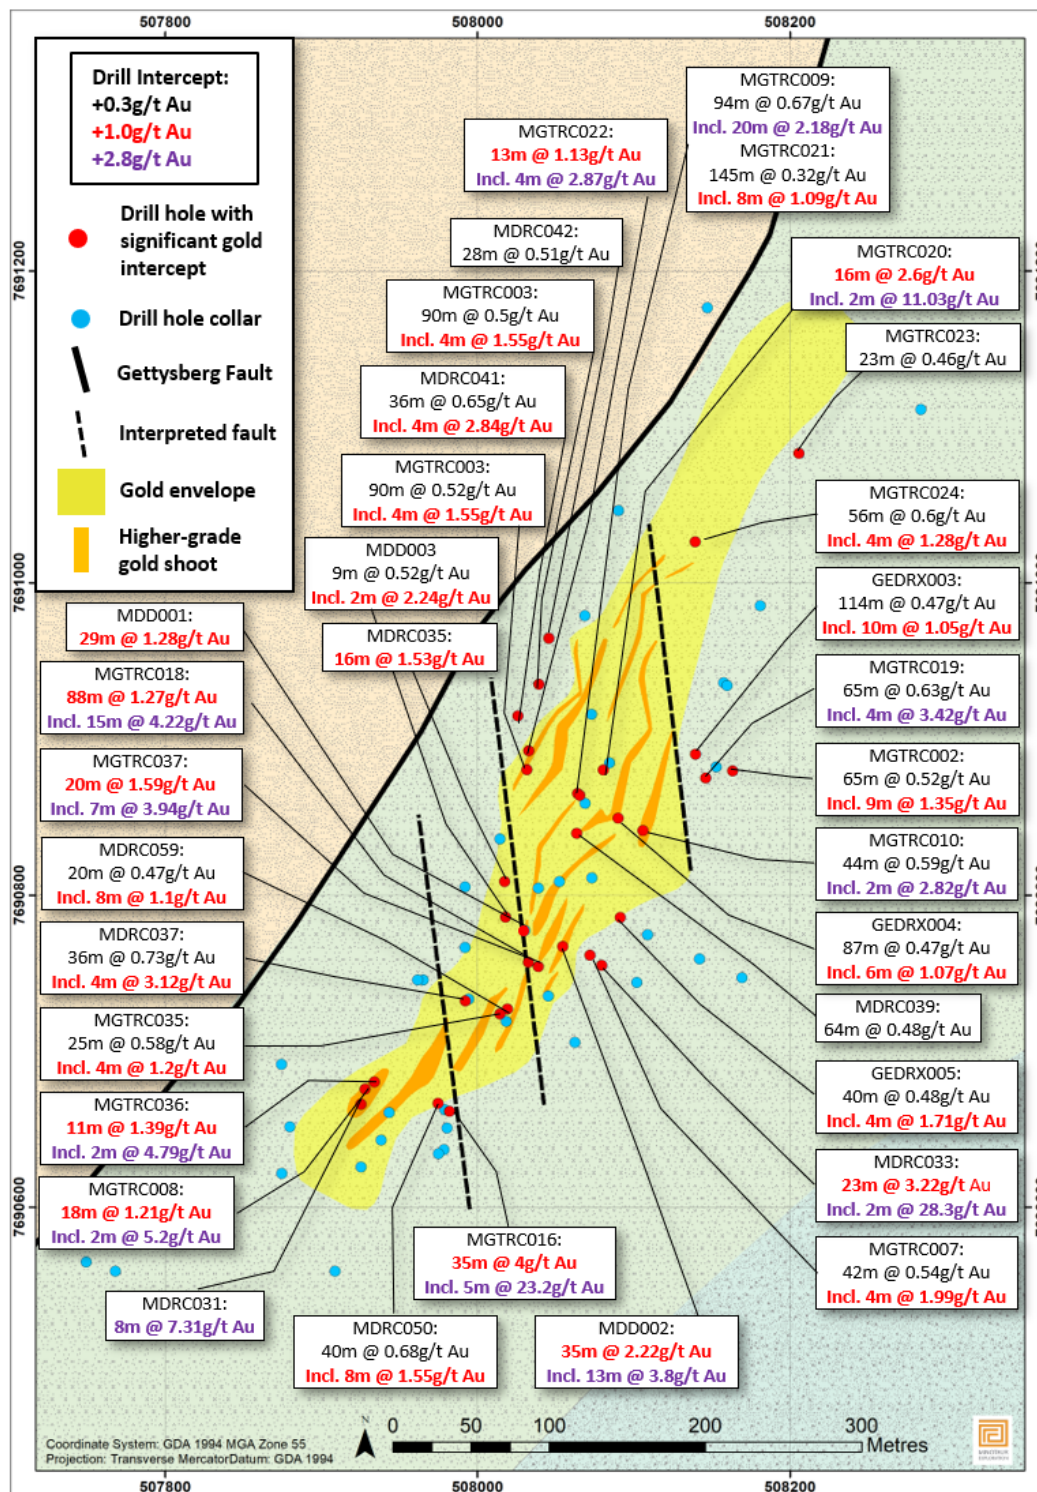 507800
508000
508200
Drill Intercept:
+0.3g/t Au
+1.0g/t Au
+2.8g/t Au
Drill hole with
significant gold
intercept
Drill hole collar
Gettysberg Fault
Interpreted fault
Gold envelope
Higher-grade
gold shoot
MGTRC009:
94m @ 0.67g/t Au
Incl. 20m @ 2.18g/t Au
MGTRC021:
145m @ 0.32g/t Au
Incl. 8m @ 1.09g/t Au
MGTRC022:
13m @ 1.13g/t Au
Incl. 4m @ 2.87g/t Au
MDRC042:
28m @ 0.51g/t Au
MGTRC020:
16m @ 2.6g/t Au
Incl. 2m @ 11.03g/t Au
MGTRC003:
90m @ 0.5g/t Au
Incl. 4m @ 1.55g/t Au
MGTRC023:
23m @ 0.46g/t Au
MDRC041:
36m @ 0.65g/t Au
Incl. 4m @ 2.84g/t Au
MGTRC003:
90m @ 0.52g/t Au
Incl. 4m @ 1.55g/t Au
MGTRC024:
56m @ 0.6g/t Au
Incl. 4m @ 1.28g/t Au
MDD003
9m @ 0.52g/t Au
Incl. 2m @ 2.24g/t Au
GEDRX003:
114m @ 0.47g/t Au
Incl. 10m @ 1.05g/t Au
MDD001:
29m @ 1.28g/t Au
MDRC035:
16m @ 1.53g/t Au
MGTRC018:
88m @ 1.27g/t Au
Incl. 15m @ 4.22g/t Au
MGTRC019:
65m @ 0.63g/t Au
Incl. 4m @ 3.42g/t Au
MGTRC037:
20m @ 1.59g/t Au
Incl. 7m @ 3.94g/t Au
MGTRC002:
65m @ 0.52g/t Au
Incl. 9m @ 1.35g/t Au
MDRC059:
20m @ 0.47g/t Au
Incl. 8m @ 1.1g/t Au
MGTRC010:
44m @ 0.59g/t Au
Incl. 2m @ 2.82g/t Au
MDRC037:
36m @ 0.73g/t Au
Incl. 4m @ 3.12g/t Au
GEDRX004:
87m @ 0.47g/t Au
Incl. 6m @ 1.07g/t Au
MDRC039:
64m @ 0.48g/t Au
MGTRC035:
25m @ 0.58g/t Au
Incl. 4m @ 1.2g/t Au
GEDRX005:
40m @ 0.48g/t Au
Incl. 4m @ 1.71g/t Au
MGTRC036:
11m @ 1.39g/t Au
Incl. 2m @ 4.79g/t Au
MDRC033:
23m @ 3.22g/t Au
Incl. 2m @ 28.3g/t Au
MGTRC008:
18m @ 1.21g/t Au
Incl. 2m @ 5.2g/t Au
MGTRC016:
35m @ 4g/t Au
Incl. 5m @ 23.2g/t Au
MGTRC007:
42m @ 0.54g/t Au
Incl. 4m @ 1.99g/t Au
MDRC031:
8m @ 7.31g/t Au
MDRC050:
40m @ 0.68g/t Au
Incl. 8m @ 1.55g/t Au
MDD002:
35m @ 2.22g/t Au
Incl. 13m @ 3.8g/t Au
7691200
7691000
7690800
7690600
N
0 50 100 200 300
Metres
Coordinate System: GDA 1994 MGA Zone 55
Projection: Transverse MercatorDatum: GDA 1994
507800
508000
508200